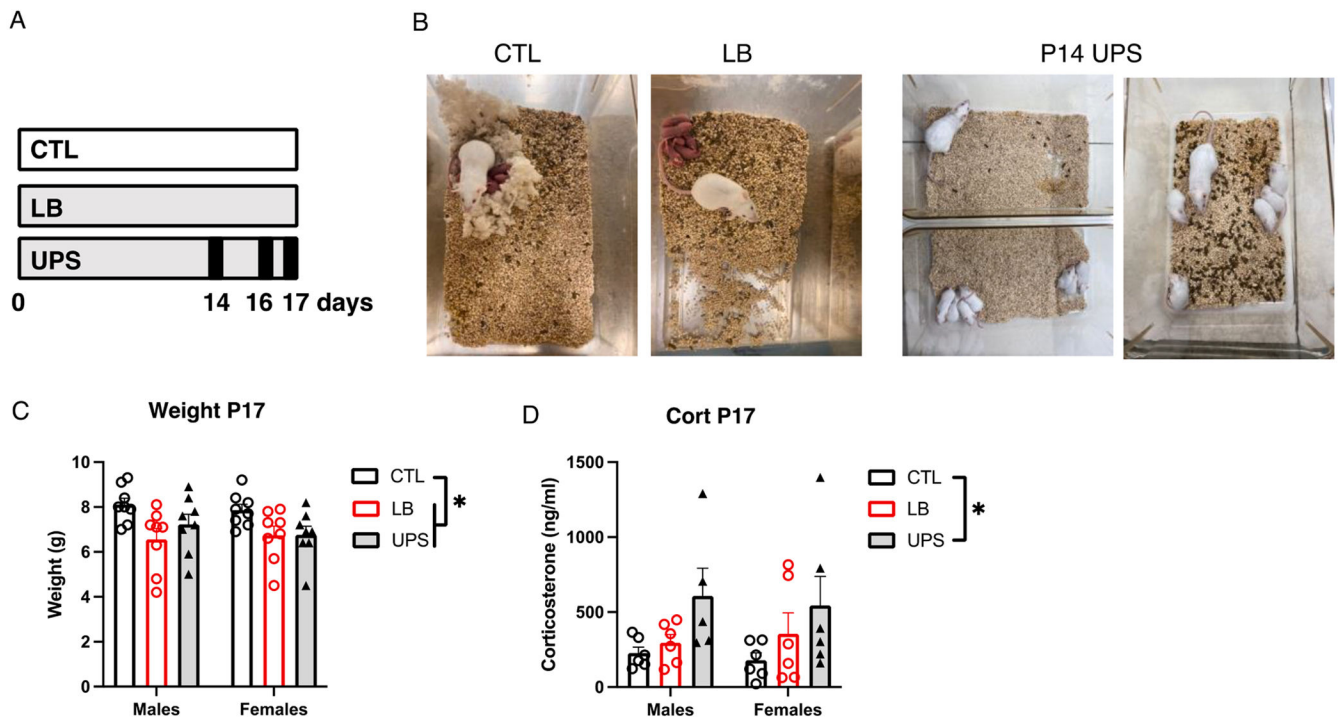 A
CTL
LB
UPS
0 14 16 17 days
B
CTL LB P14 UPS
C
Weight P17
Weight (g)
10
8
6
4
2
0
Males Females
CTL
LB
UPS
*
D
Cort P17
Corticosterone (ng/ml)
1500
1000
500
0
Males Females
CTL
LB
UPS
*